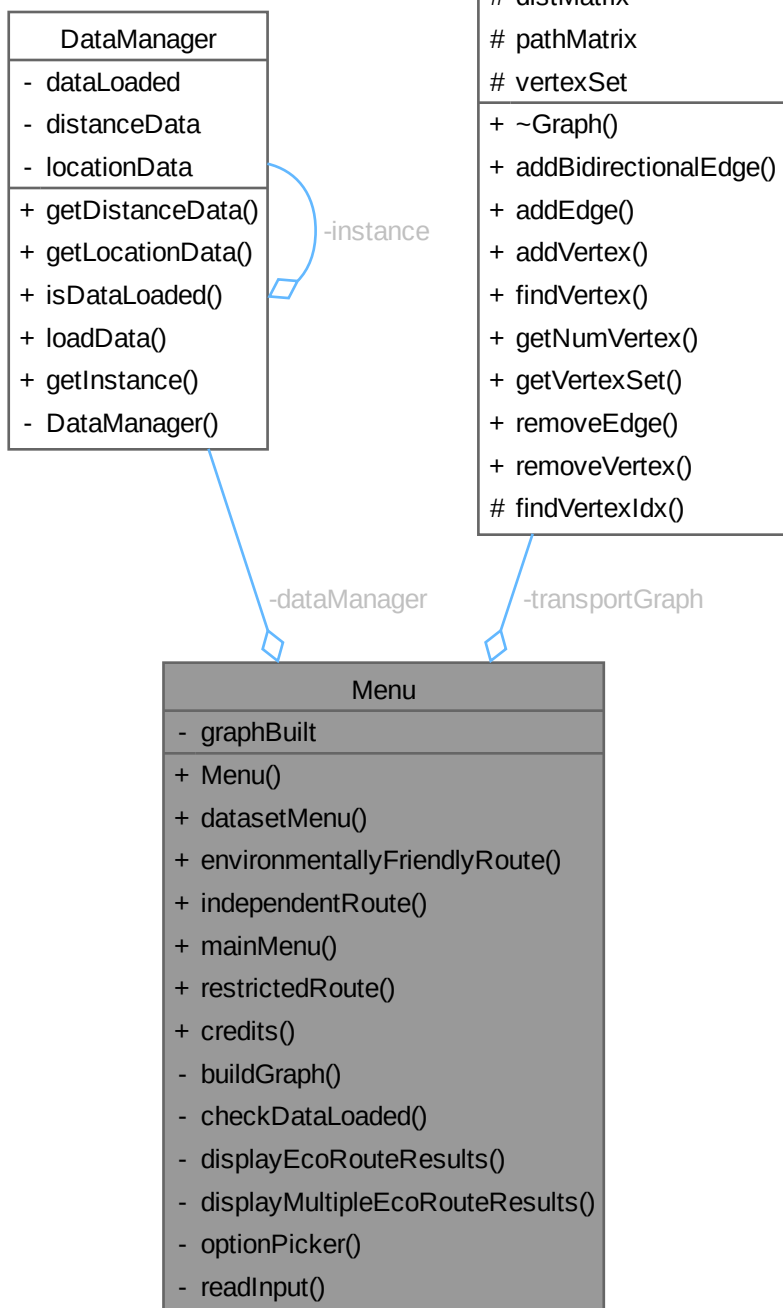 DataManager
- dataLoaded
- distanceData
- locationData
+ getDistanceData()
+ getLocationData()
+ isDataLoaded()
+ loadData()
+ getInstance()
- DataManager()
-instance
# distMatrix
# pathMatrix
# vertexSet
+ ~Graph()
+ addBidirectionalEdge()
+ addEdge()
+ addVertex()
+ findVertex()
+ getNumVertex()
+ getVertexSet()
+ removeEdge()
+ removeVertex()
# findVertexIdx()
-dataManager
-transportGraph
Menu
- graphBuilt
+ Menu()
+ datasetMenu()
+ environmentallyFriendlyRoute()
+ independentRoute()
+ mainMenu()
+ restrictedRoute()
+ credits()
- buildGraph()
- checkDataLoaded()
- displayEcoRouteResults()
- displayMultipleEcoRouteResults()
- optionPicker()
- readInput()